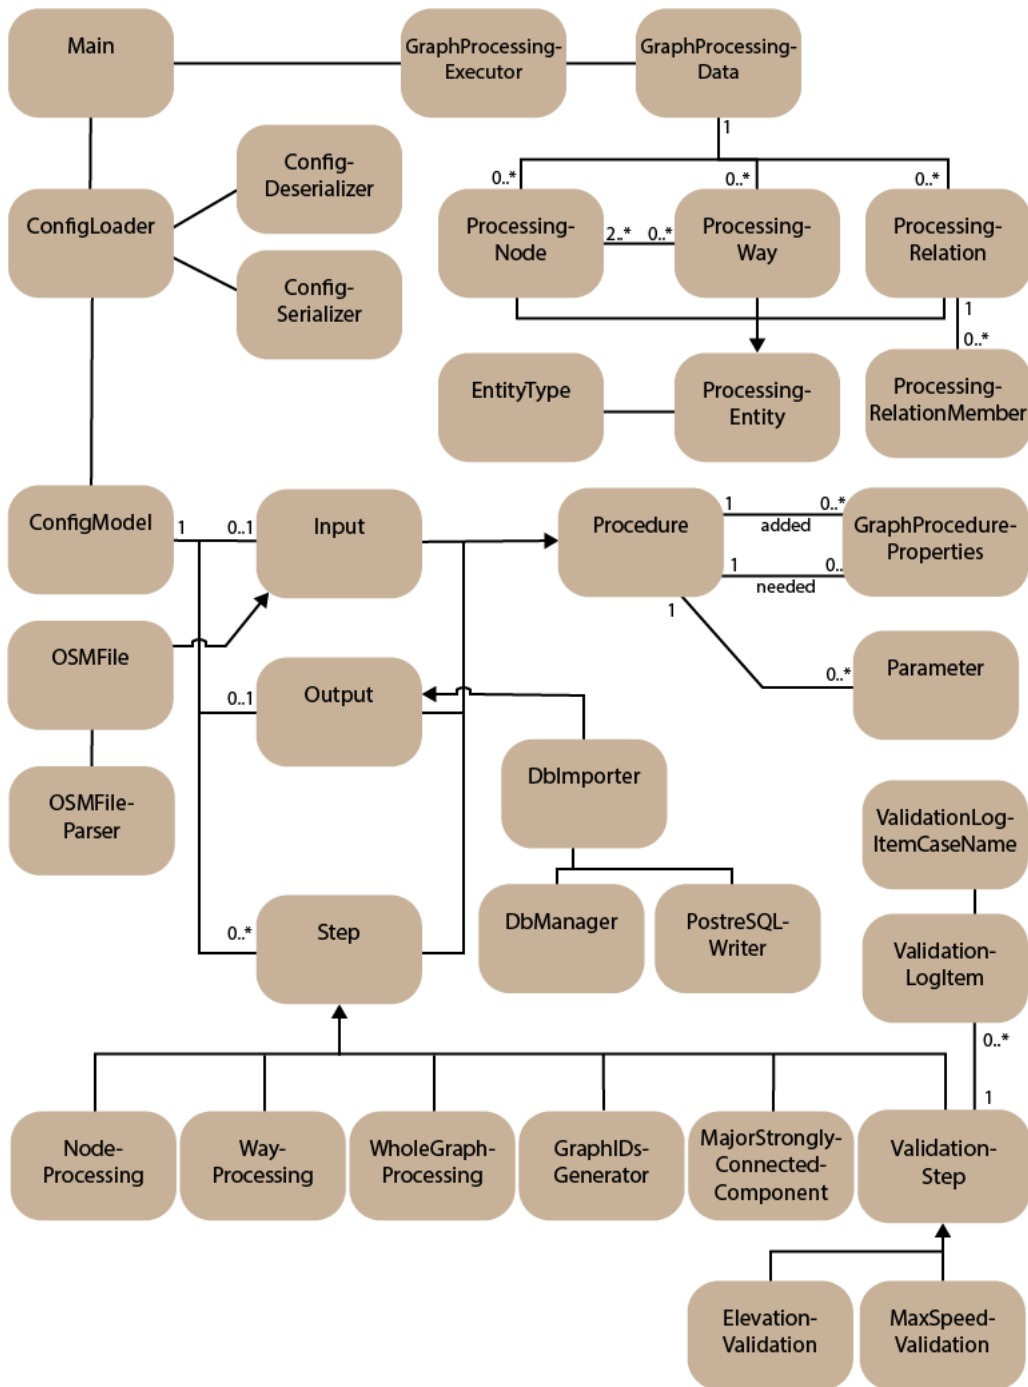 Main
GraphProcessing-
Executor
GraphProcessing-
Data
1
0..*
0..*
0..*
Config-
Deserializer
ConfigLoader
Config-
Serializer
Processing-
Node
2..*
0..*
Processing-
Way
Processing-
Relation
1
0..*
EntityType
Processing-
Entity
Processing-
RelationMember
ConfigModel
1
0..1
Input
Procedure
1
0..*
added
1
0..
needed
GraphProcedure-
Properties
1
0..*
Parameter
OSMFile
0..1
Output
OSMFile-
Parser
DbImporter
DbManager
PostreSQL-
Writer
ValidationLog-
ItemCaseName
Validation-
LogItem
0..*
1
0..*
Step
Node-
Processing
Way-
Processing
WholeGraph-
Processing
GraphIDs-
Generator
MajorStrongly-
Connected-
Component
Validation-
Step
Elevation-
Validation
MaxSpeed-
Validation